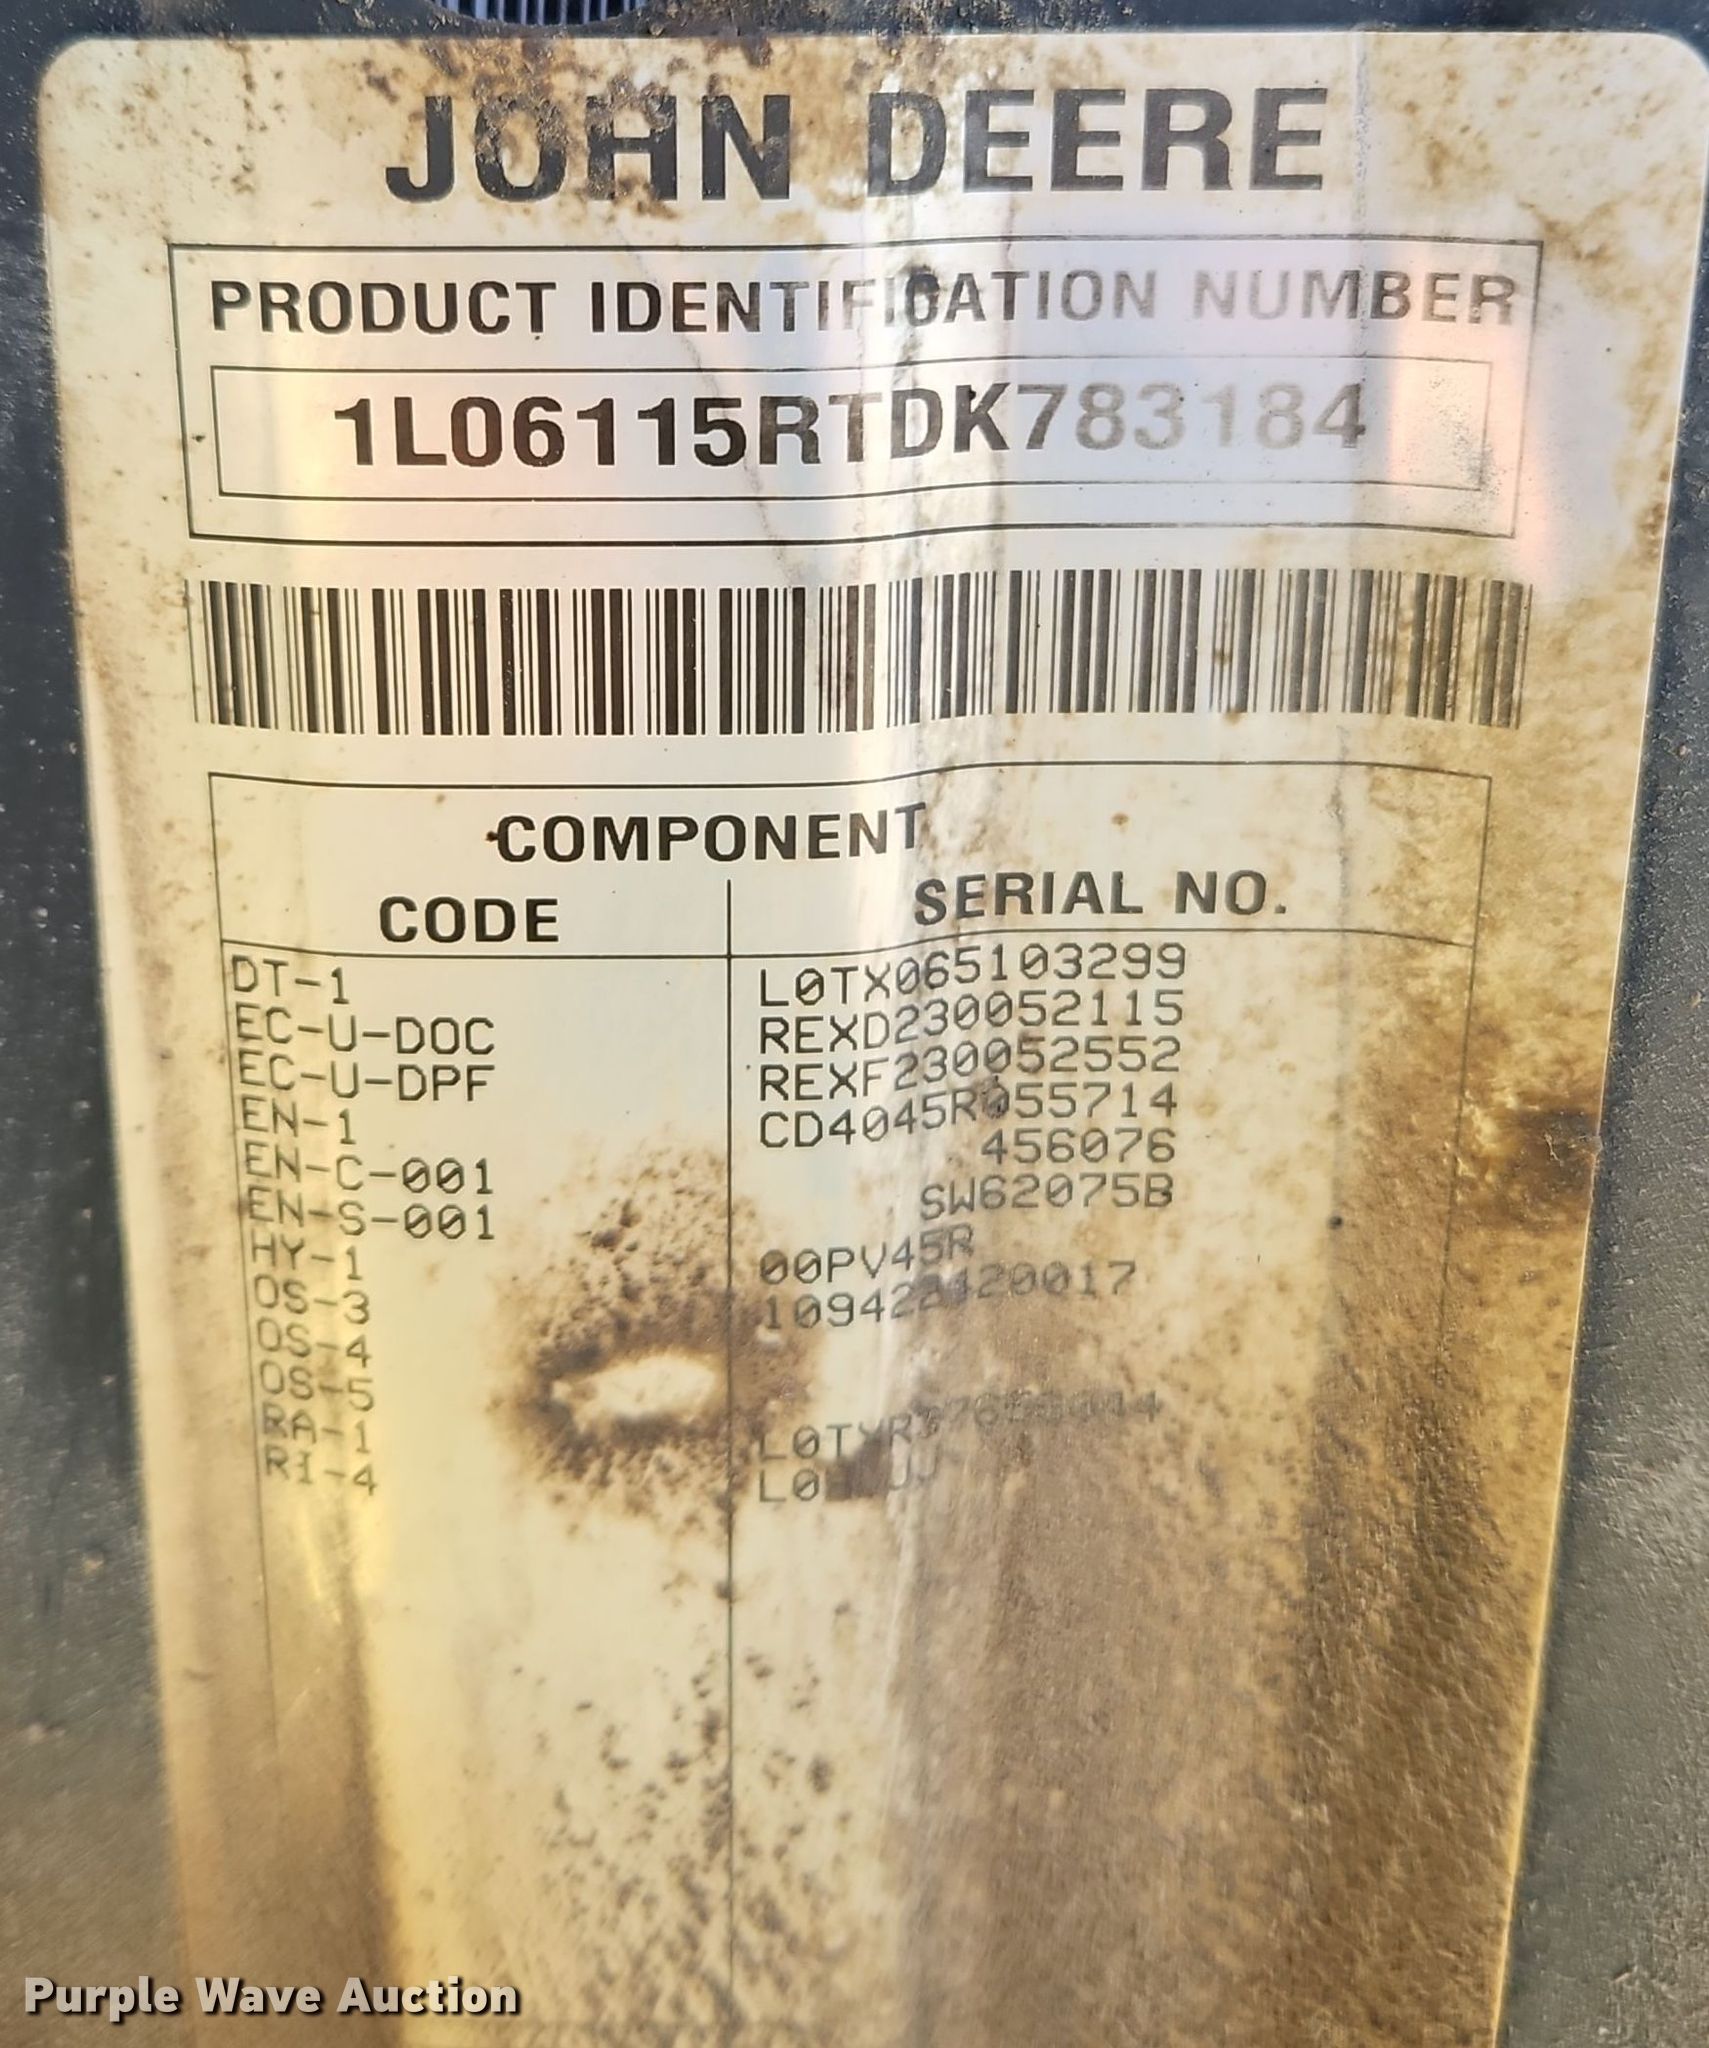 JOHN DEERE
PRODUCT IDENTIFICATION NUMBER
1L06115RTDK783184
COMPONENT
CODE SERIAL NO.
DT-1 L0TX065103299
EC-U-DOC REXD230052115
EC-U-DPF REXF230052552
EN-1 CD4045R055714
EN-C-001 456076
EN-S-001 SW62075B
HY-1 00PV45R
OS-3
OS-4
OS-5
RA-1
RI-4
Purple Wave Auction